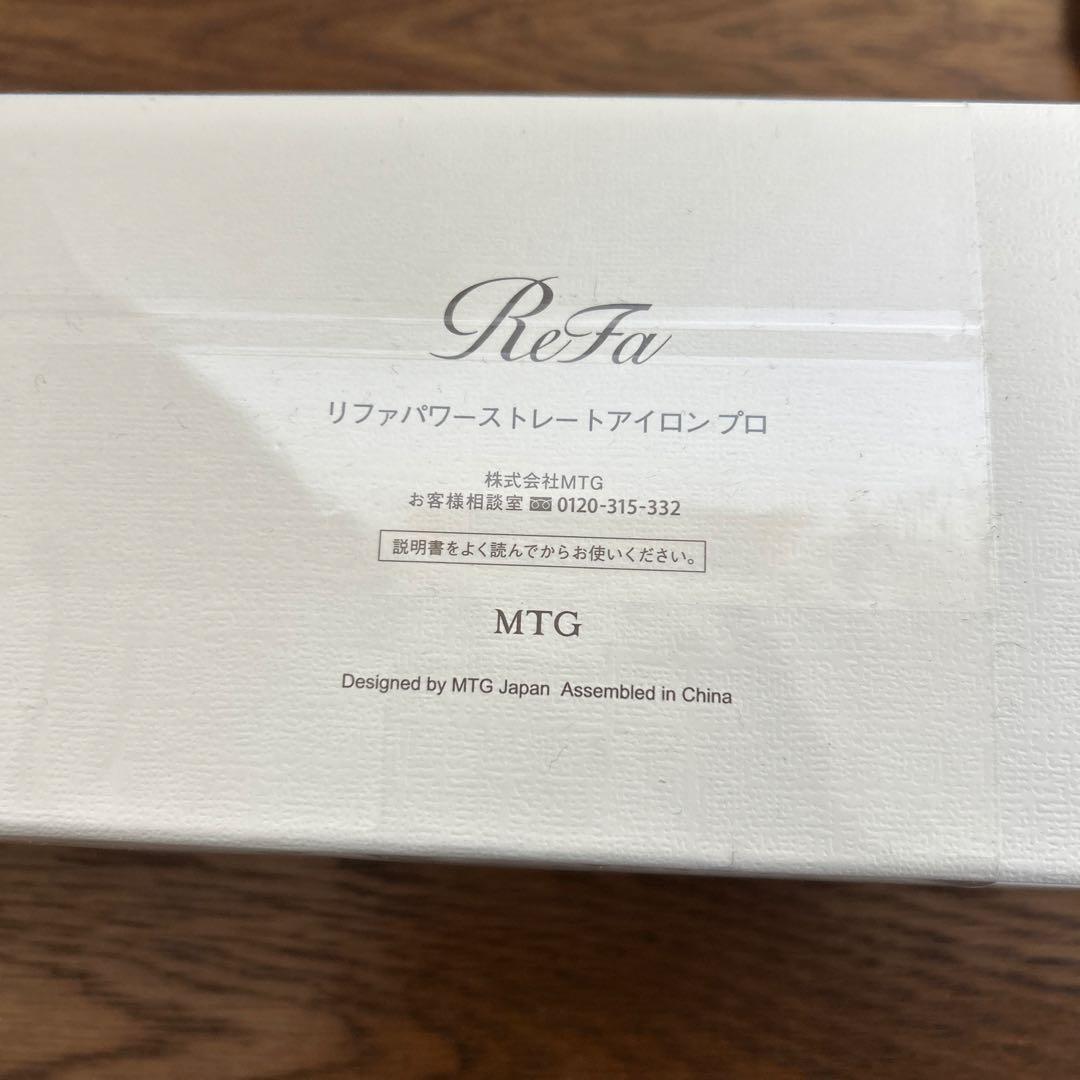 ReFa
リファパワーストレートアイロン プロ
株式会社MTG
お客様相談室 0120-315-332
説明書をよく読んでからお使いください。
MTG
Designed by MTG Japan Assembled in China